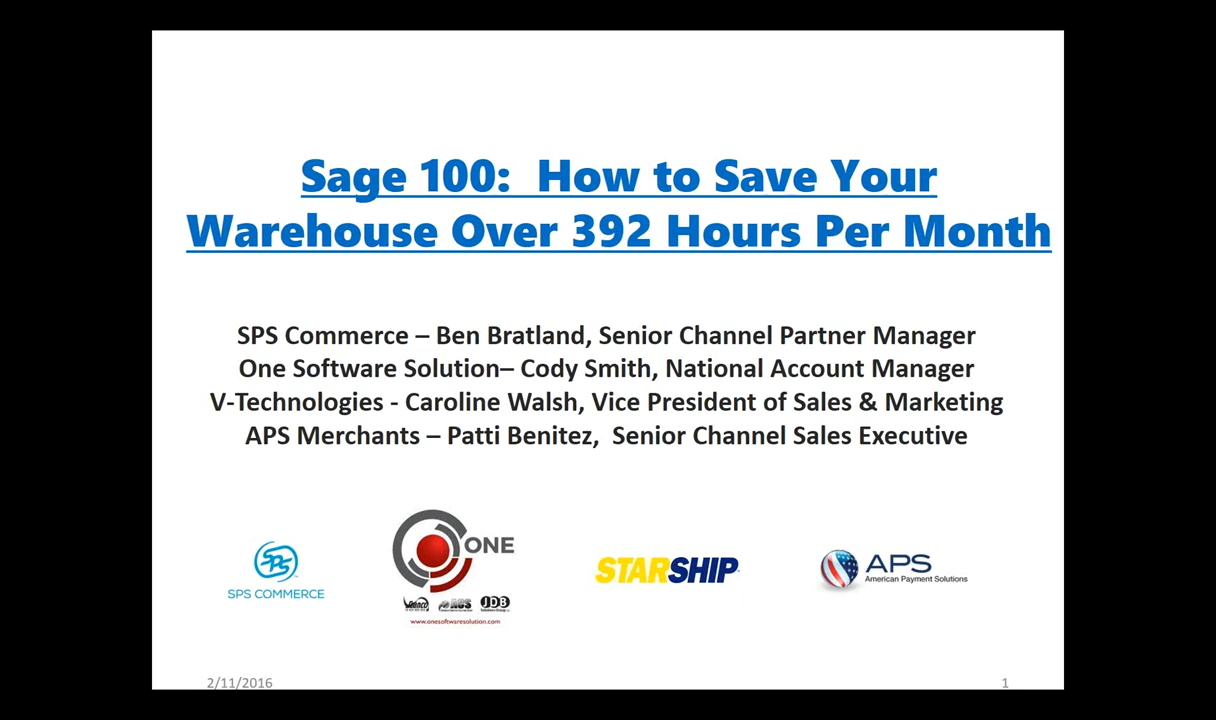 Sage 100:  How to Save Your
Warehouse Over 392 Hours Per Month
SPS Commerce – Ben Bratland, Senior Channel Partner Manager
One Software Solution– Cody Smith, National Account Manager
V-Technologies - Caroline Walsh, Vice President of Sales & Marketing
APS Merchants – Patti Benitez,  Senior Channel Sales Executive
SPS
SPS COMMERCE
ONE
ACS JDB
www.onesoftwaresolution.com
STARSHIP
APS
American Payment Solutions
2/11/2016
1